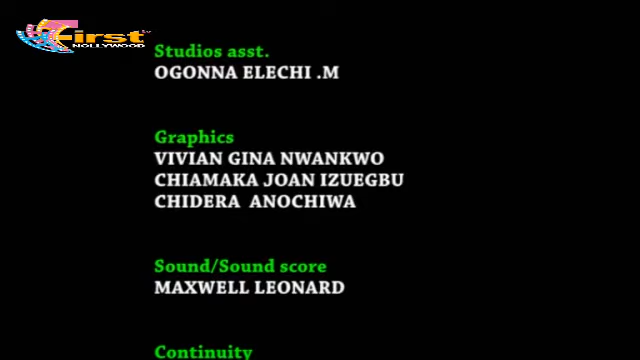 First tv
NOLLYWOOD
Studios asst.
OGONNA ELECHI .M
Graphics
VIVIAN GINA NWANKWO
CHIAMAKA JOAN IZUEGBU
CHIDERA  ANOCHIWA
Sound/Sound score
MAXWELL LEONARD
Continuity